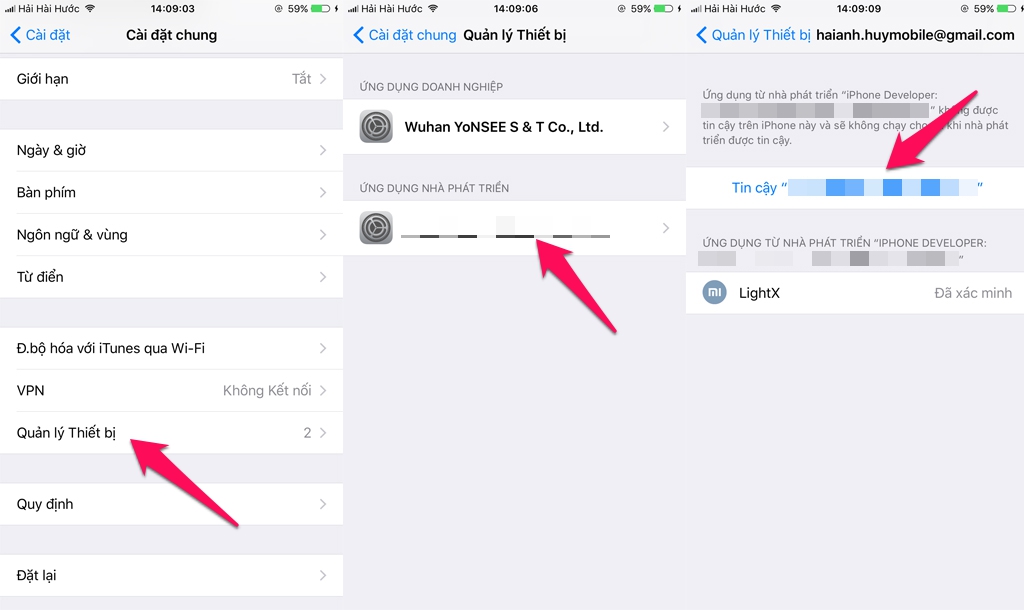 Hải Hài Hước 14:09:03 59%
Cài đặt Cài đặt chung
Giới hạn Tắt
Ngày & giờ
Bàn phím
Ngôn ngữ & vùng
Từ điển
Đ.bộ hóa với iTunes qua Wi-Fi
VPN Không Kết nối
Quản lý Thiết bị 2
Quy định
Đặt lại
Hải Hài Hước 14:09:06 59%
Cài đặt chung Quản lý Thiết bị
ỨNG DỤNG DOANH NGHIỆP
Wuhan YoNSEE S & T Co., Ltd.
ỨNG DỤNG NHÀ PHÁT TRIỂN
Hải Hài Hước 14:09:09 59%
Quản lý Thiết bị haianh.huymobile@gmail.com
Ứng dụng từ nhà phát triển “iPhone Developer:
” không được
tin cậy trên iPhone này và sẽ không chạy cho khi nhà phát
triển được tin cậy.
Tin cậy “ ”
ỨNG DỤNG TỪ NHÀ PHÁT TRIỂN “IPHONE DEVELOPER:
”
mi LightX Đã xác minh